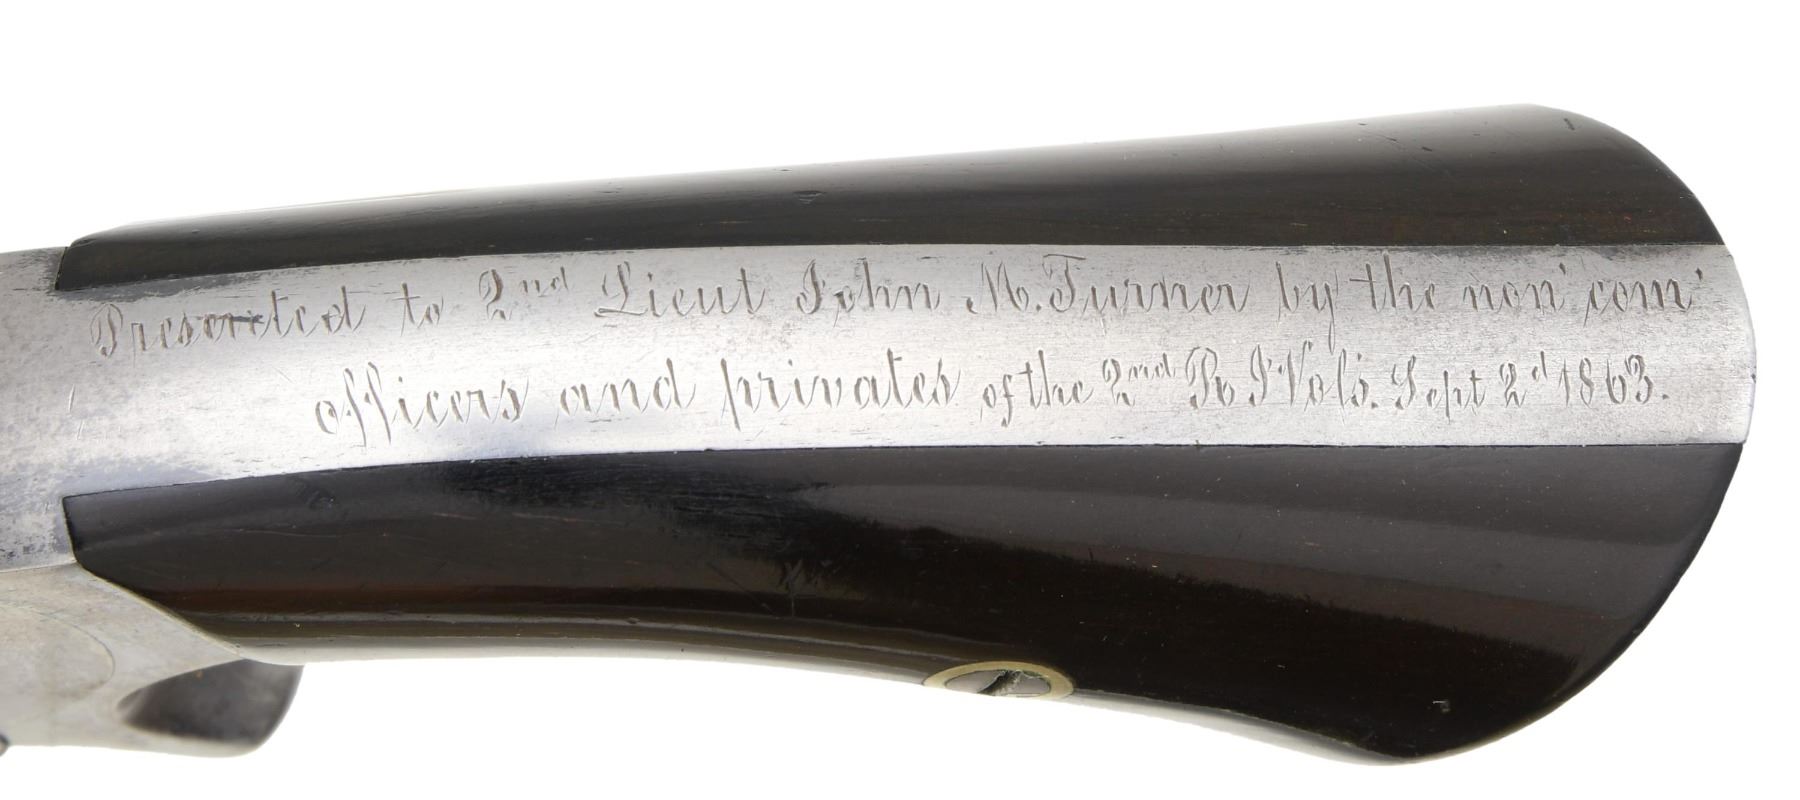 Presented to 2nd Lieut John M. Turner by the non' com'
officers and privates of the 2nd R I Vols. Sept 2d 1863.